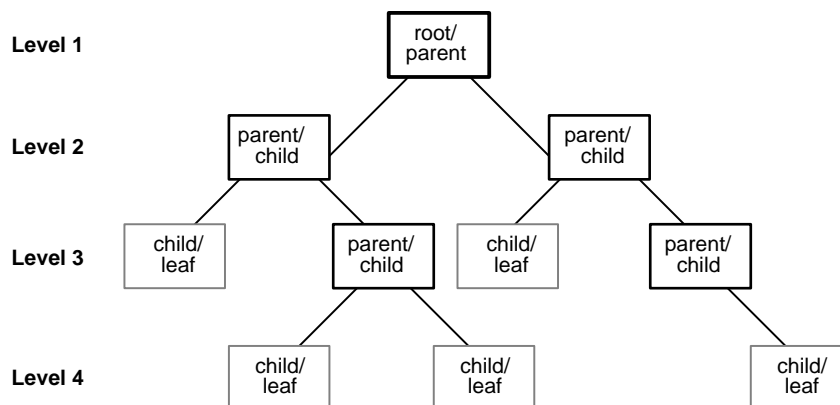 Level 1
root/
parent
Level 2
parent/
child
parent/
child
Level 3
child/
leaf
parent/
child
child/
leaf
parent/
child
Level 4
child/
leaf
child/
leaf
child/
leaf